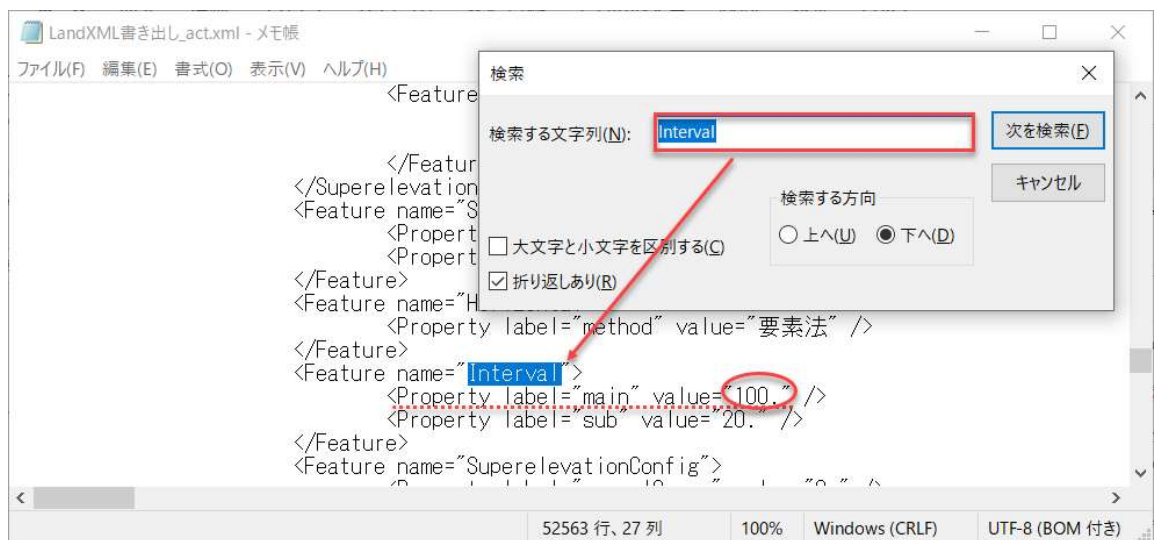 LandXML書き出し_act.xml - メモ帳
ファイル(F) 編集(E) 書式(O) 表示(V) ヘルプ(H)
<Feature
</Featur
</Superelevation
<Feature name="S
<Propert
<Propert
</Feature>
<Feature name="H
<Property label="method" value="要素法" />
</Feature>
<Feature name="Interval">
<Property label="main" value="100." />
<Property label="sub" value="20." />
</Feature>
<Feature name="SuperelevationConfig">
検索
検索する文字列(N): Interval
次を検索(F)
キャンセル
検索する方向
上へ(U) 下へ(D)
大文字と小文字を区別する(C)
折り返しあり(R)
52563 行、27 列 100% Windows (CRLF) UTF-8 (BOM 付き)